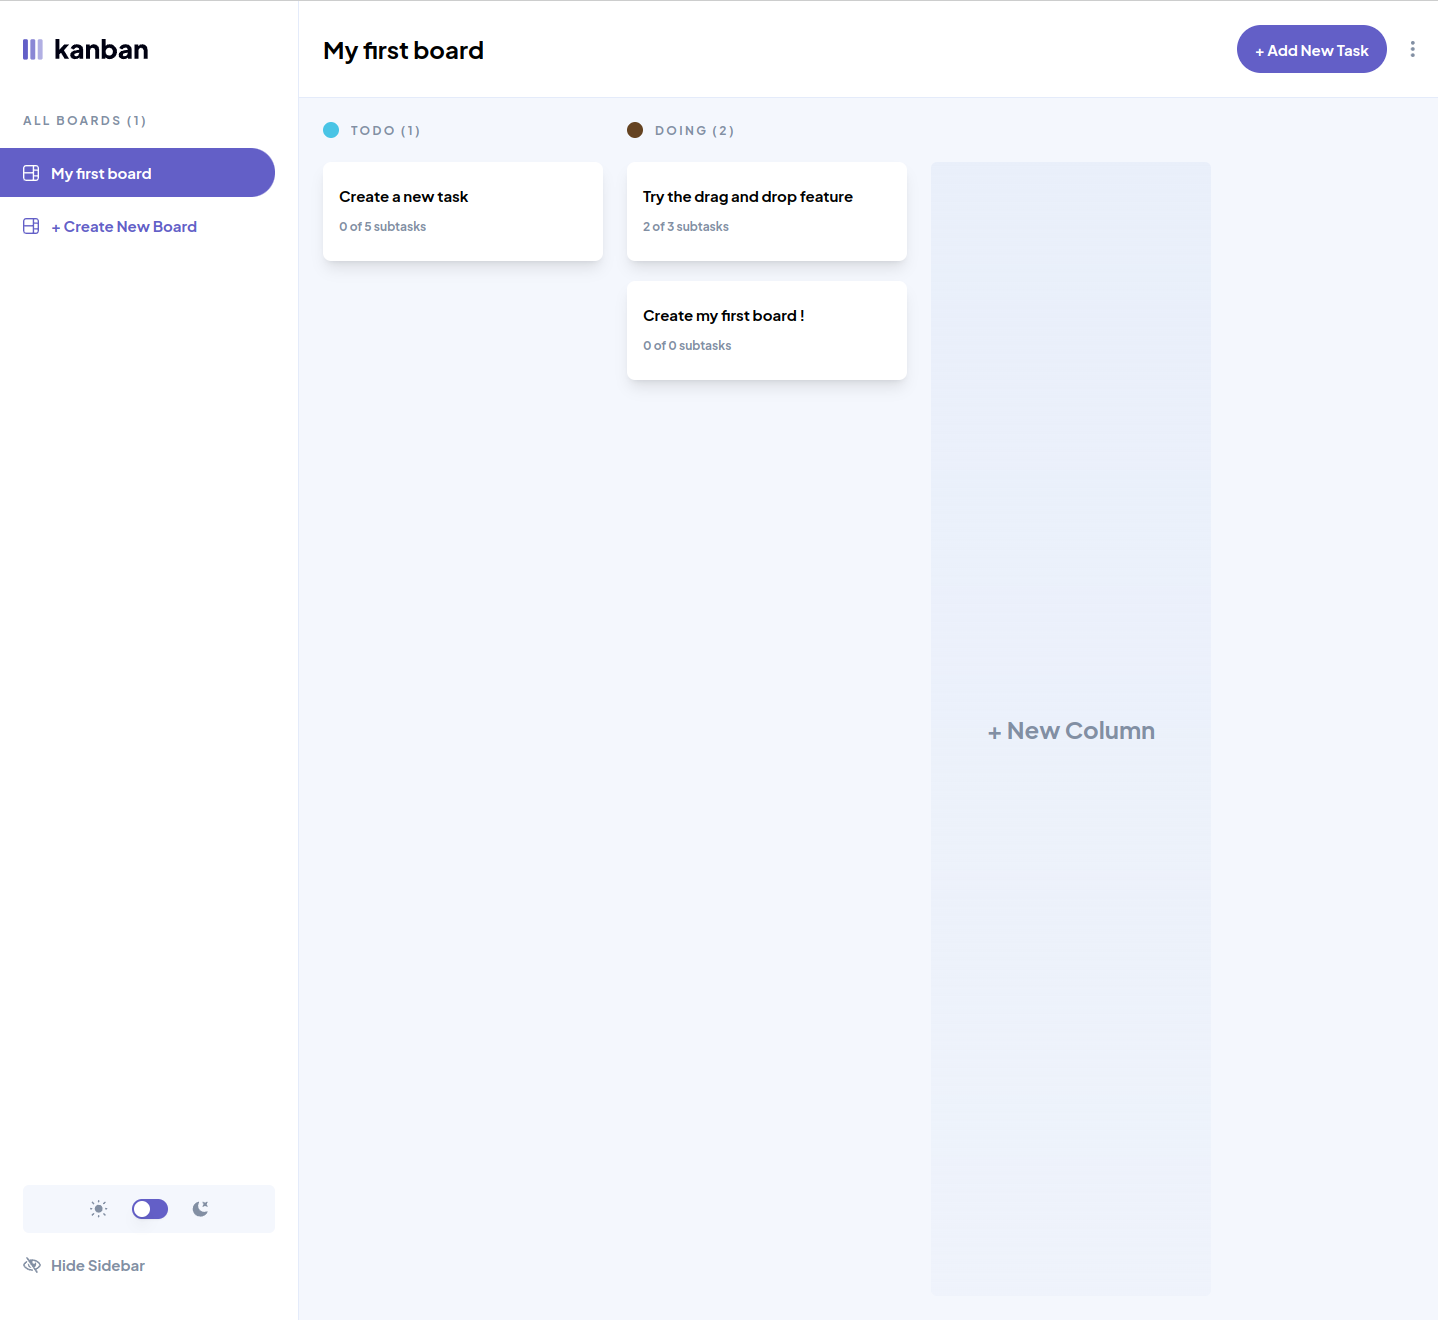 kanban
ALL BOARDS (1)
My first board
+ Create New Board
Hide Sidebar
My first board
+ Add New Task
TODO (1)
Create a new task
0 of 5 subtasks
DOING (2)
Try the drag and drop feature
2 of 3 subtasks
Create my first board !
0 of 0 subtasks
+ New Column